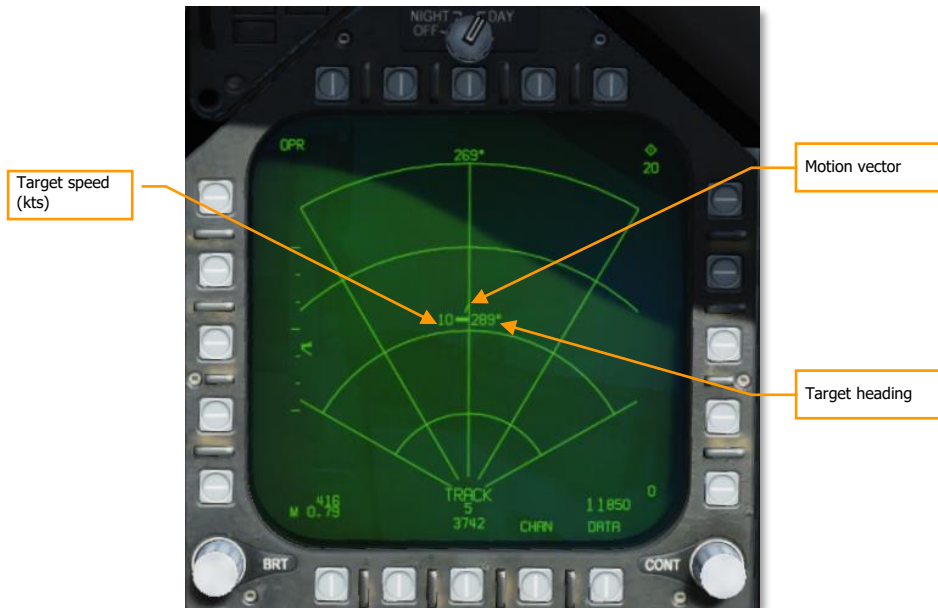 NIGHT DAY
OFF
OPR
269°
20
Target speed
(kts)
Motion vector
10 289°
Target heading
TRACK
416
M 0.79
5
11850
0
3742
CHAN
DATA
BRT
CONT